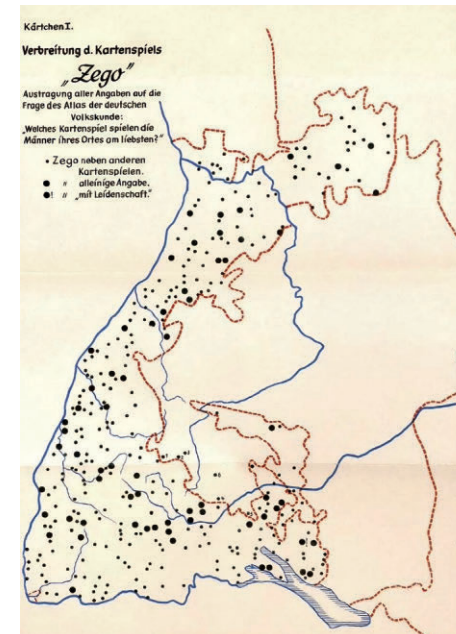 Kärtchen I.
Verbreitung d. Kartenspiels
„Zego"
Austragung aller Angaben auf die
Frage des Atlas der deutschen
Volkskunde:
„Welches Kartenspiel spielen die
Männer ihres Ortes am liebsten?"
• Zego neben anderen
Kartenspielen.
● „ alleinige Angabe.
●! „ „mit Leidenschaft."